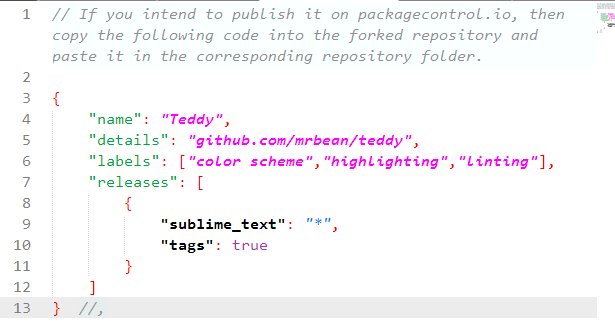 1 // If you intend to publish it on packagecontrol.io, then
copy the following code into the forked repository and
paste it in the corresponding repository folder.
2
3 {
4 "name": "Teddy",
5 "details": "github.com/mrbean/teddy",
6 "labels": ["color scheme","highlighting","linting"],
7 "releases": [
8 {
9 "sublime_text": "*",
10 "tags": true
11 }
12 ]
13 } //,